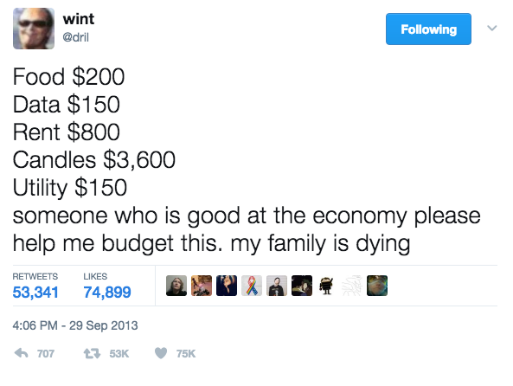 wint
@dril
Following
Food $200
Data $150
Rent $800
Candles $3,600
Utility $150
someone who is good at the economy please
help me budget this. my family is dying
RETWEETS LIKES
53,341 74,899
4:06 PM - 29 Sep 2013
707 53K 75K